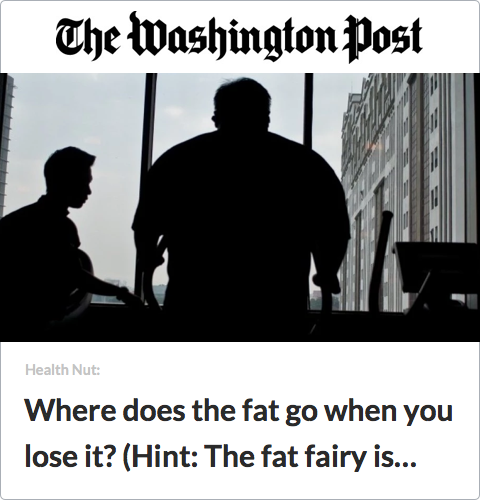 The Washington Post
Health Nut:
Where does the fat go when you
lose it? (Hint: The fat fairy is...